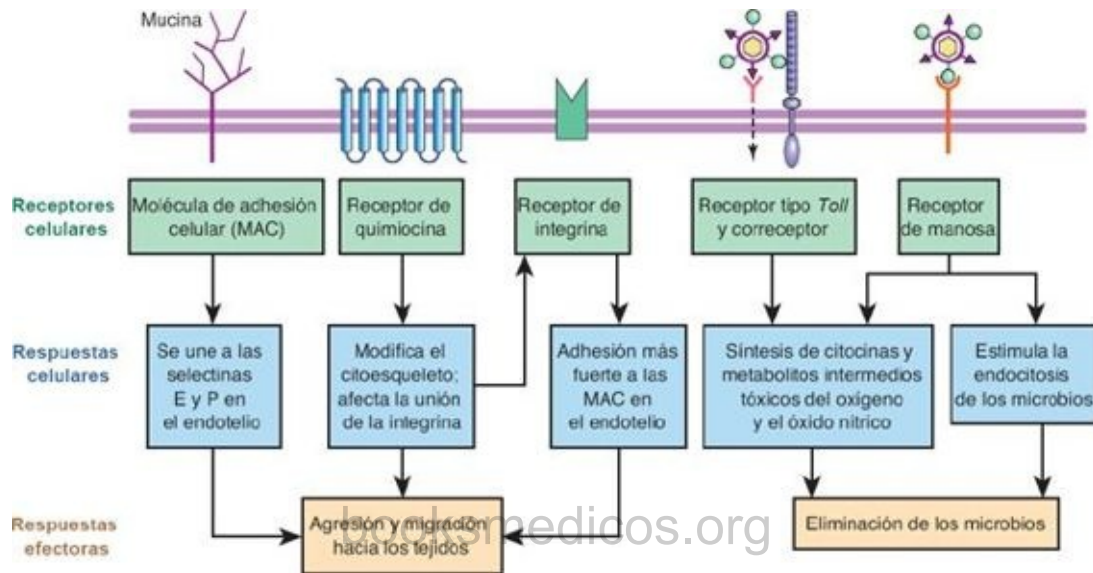 Mucina
Receptores
celulares
Molécula de adhesión
celular (MAC)
Receptor de
quimiocina
Receptor de
integrina
Receptor tipo Toll
y correceptor
Receptor
de manosa
Respuestas
celulares
Se une a las
selectinas
E y P en
el endotelio
Modifica el
citoesqueleto;
afecta la unión
de la integrina
Adhesión más
fuerte a las
MAC en
el endotelio
Síntesis de citocinas y
metabolitos intermedios
tóxicos del oxígeno
y el óxido nítrico
Estimula la
endocitosis
de los microbios
Respuestas
efectoras
Agresión y migración
hacia los tejidos
Eliminación de los microbios
booksmedicos.org